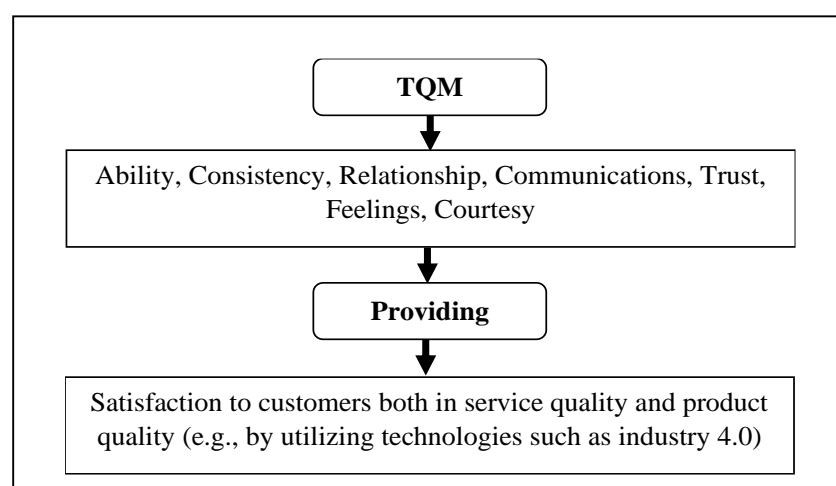 TQM
Ability, Consistency, Relationship, Communications, Trust,
Feelings, Courtesy
Providing
Satisfaction to customers both in service quality and product
quality (e.g., by utilizing technologies such as industry 4.0)